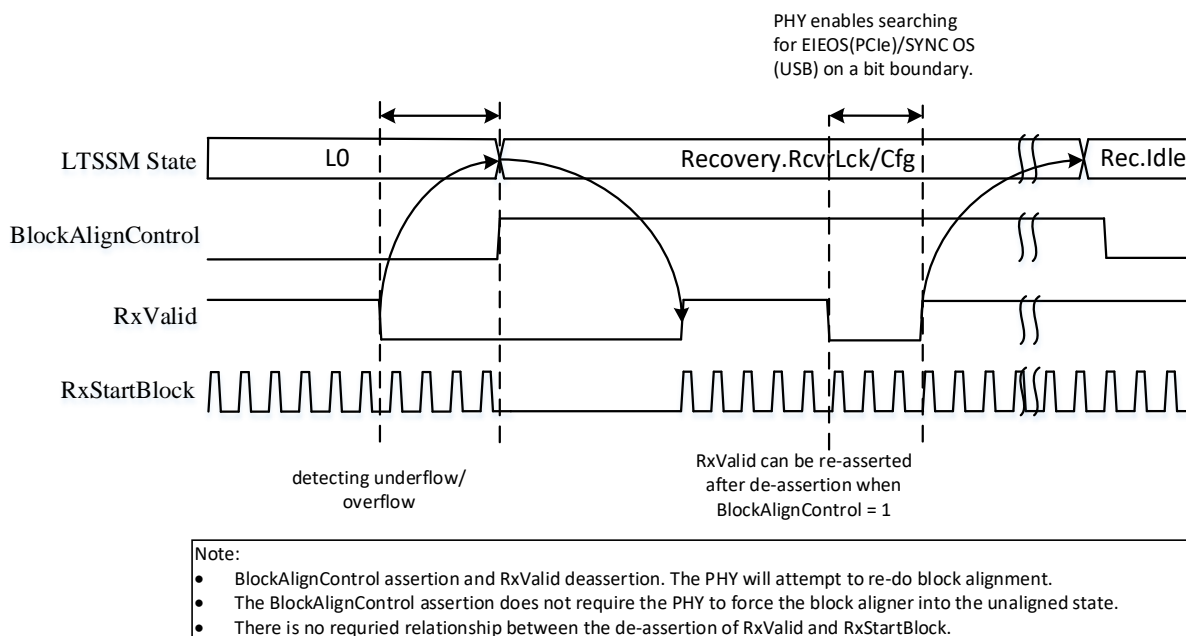 PHY enables searching
for EIEOS(PCIe)/SYNC OS
(USB) on a bit boundary.
LTSSM State
L0
Recovery.RcvrLck/Cfg
Rec.Idle
BlockAlignControl
RxValid
RxStartBlock
detecting underflow/
overflow
RxValid can be re-asserted
after de-assertion when
BlockAlignControl = 1
Note:
• BlockAlignControl assertion and RxValid deassertion. The PHY will attempt to re-do block alignment.
• The BlockAlignControl assertion does not require the PHY to force the block aligner into the unaligned state.
• There is no requried relationship between the de-assertion of RxValid and RxStartBlock.